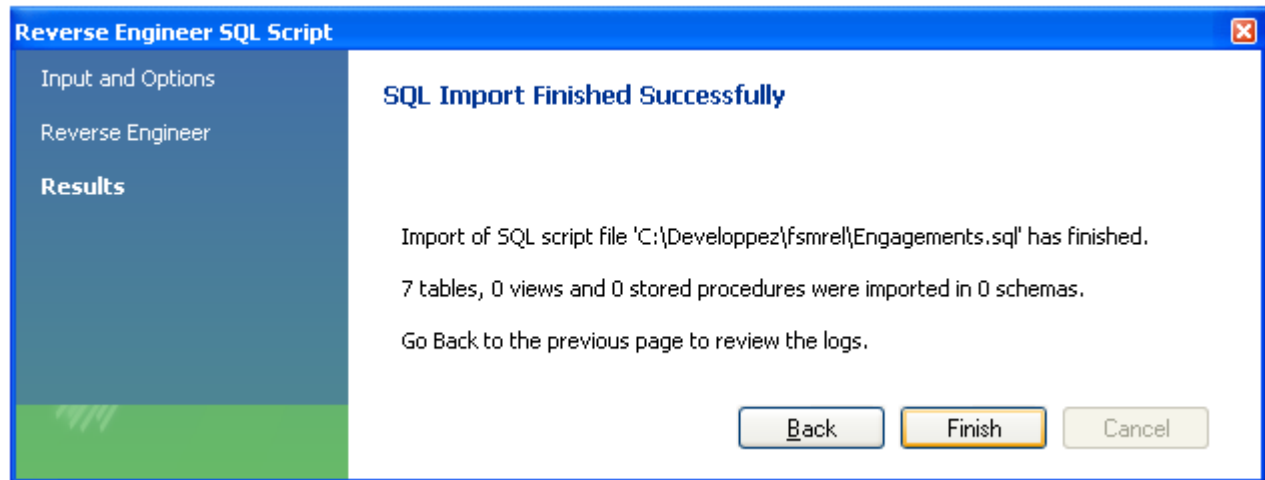 Reverse Engineer SQL Script
Input and Options
Reverse Engineer
Results
SQL Import Finished Successfully
Import of SQL script file 'C:\Developpez\fsmrel\Engagements.sql' has finished.
7 tables, 0 views and 0 stored procedures were imported in 0 schemas.
Go Back to the previous page to review the logs.
Back
Finish
Cancel